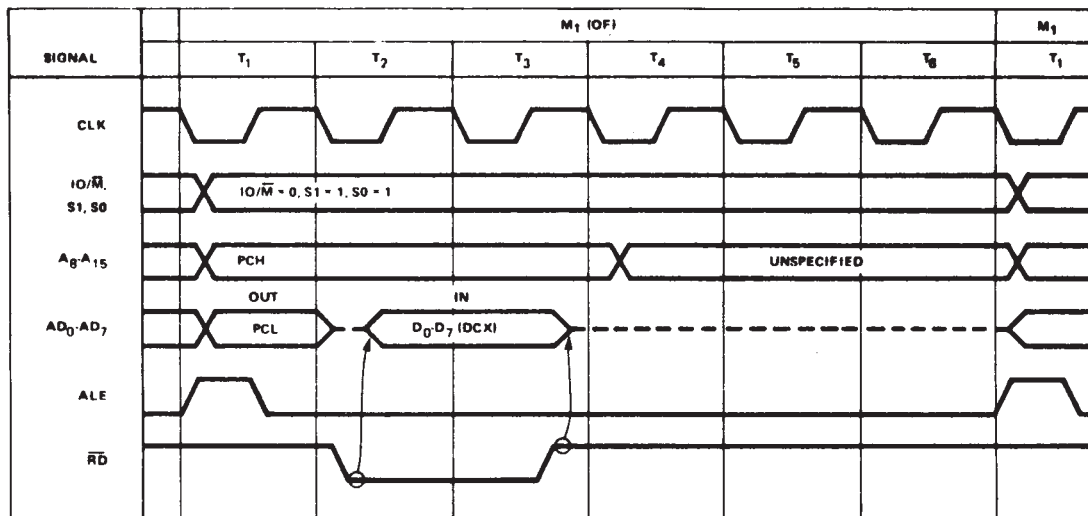 M1 (OF) M1
SIGNAL T1 T2 T3 T4 T5 T6 T1
CLK
IO/M̅,
S1, S0
IO/M̅ = 0, S1 = 1, S0 = 1
A8-A15 PCH UNSPECIFIED
OUT IN
AD0-AD7 PCL D0-D7 (DCX)
ALE
R̅D̅